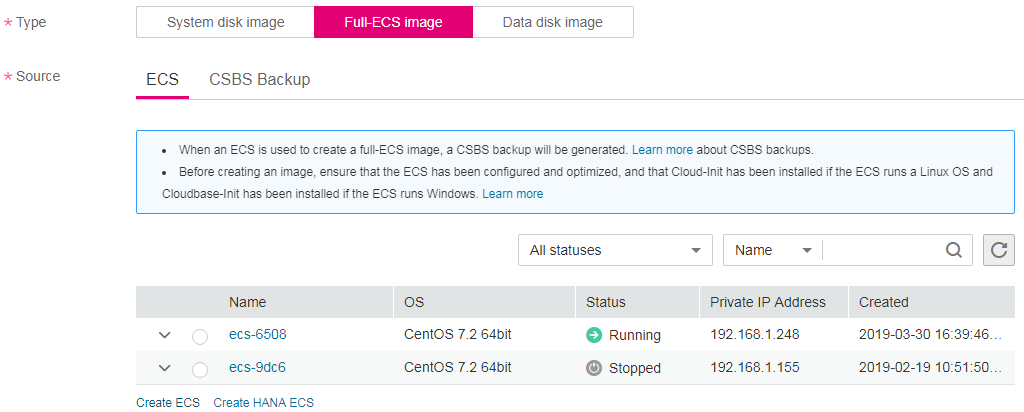 * Type System disk image Full-ECS image Data disk image
* Source ECS CSBS Backup
• When an ECS is used to create a full-ECS image, a CSBS backup will be generated. Learn more about CSBS backups.
• Before creating an image, ensure that the ECS has been configured and optimized, and that Cloud-Init has been installed if the ECS runs a Linux OS and
Cloudbase-Init has been installed if the ECS runs Windows. Learn more
All statuses Name
Name OS Status Private IP Address Created
ecs-6508 CentOS 7.2 64bit Running 192.168.1.248 2019-03-30 16:39:46...
ecs-9dc6 CentOS 7.2 64bit Stopped 192.168.1.155 2019-02-19 10:51:50...
Create ECS Create HANA ECS